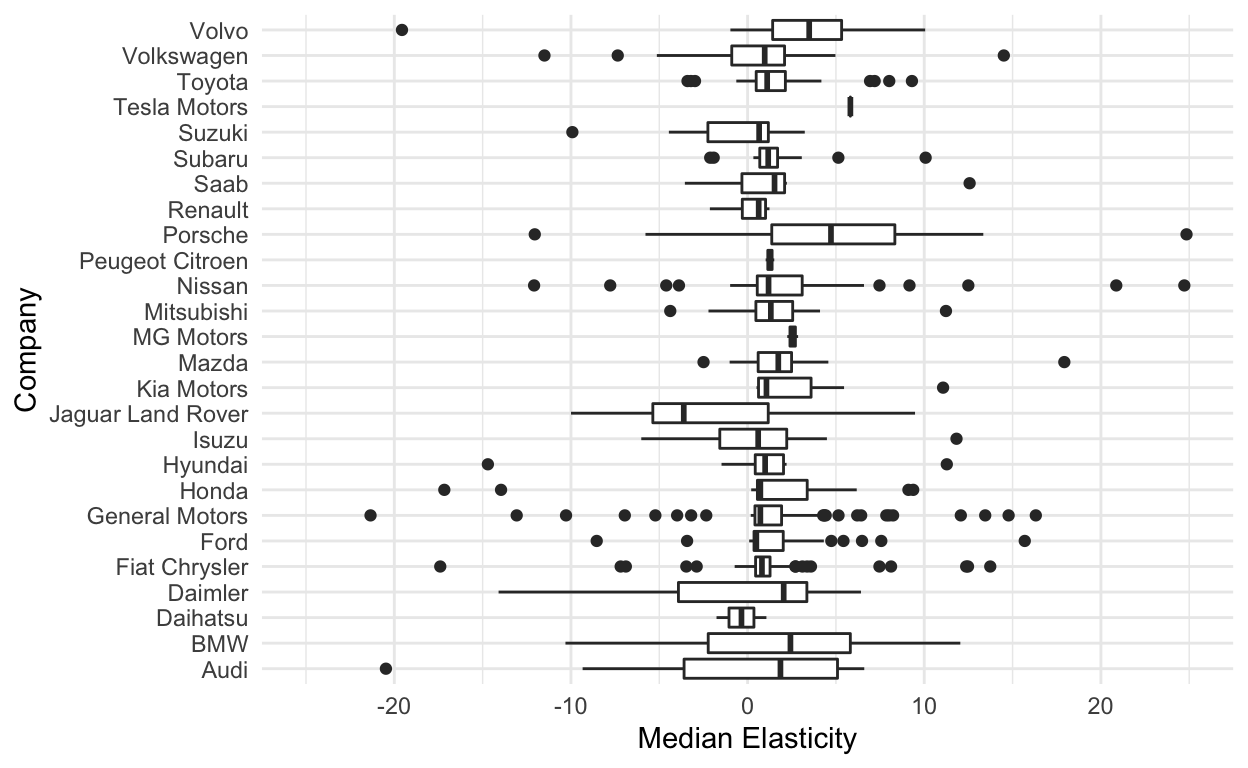 Volvo
Volkswagen
Toyota
Tesla Motors
Suzuki
Subaru
Saab
Renault
Porsche
Peugeot Citroen
Nissan
Mitsubishi
MG Motors
Mazda
Kia Motors
Jaguar Land Rover
Isuzu
Hyundai
Honda
General Motors
Ford
Fiat Chrysler
Daimler
Daihatsu
BMW
Audi
Company
-20 -10 0 10 20
Median Elasticity